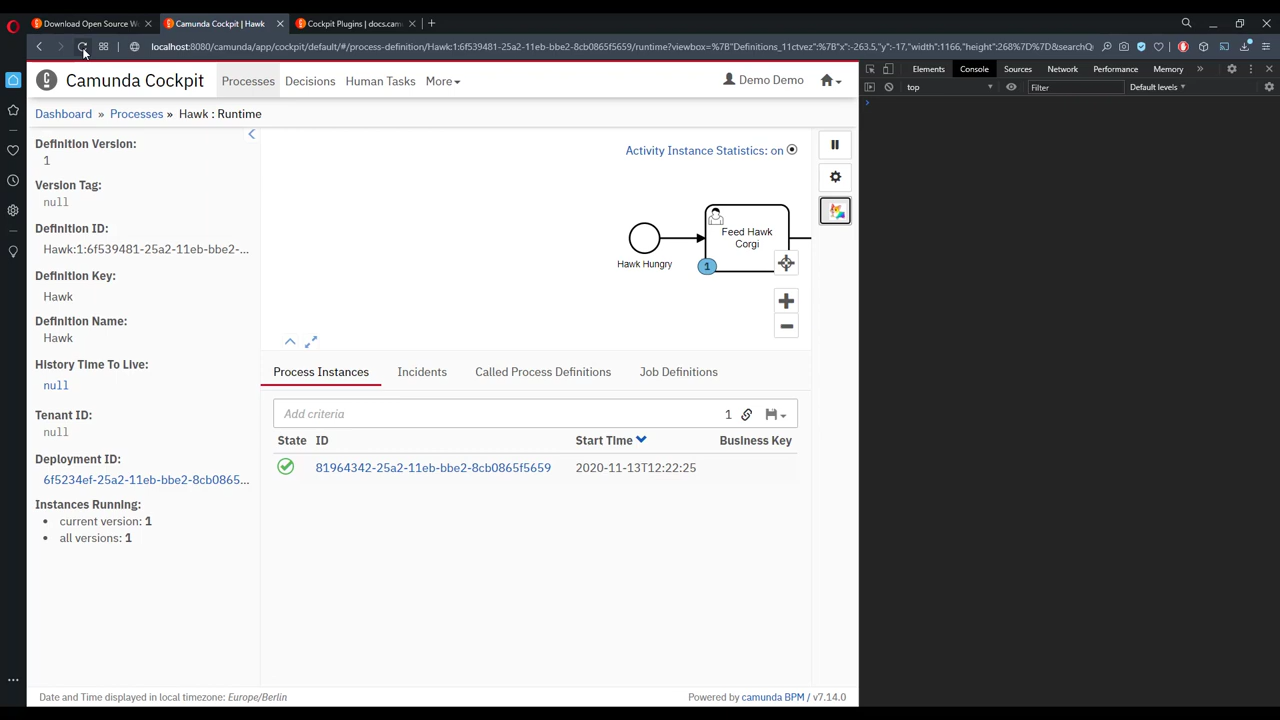 Download Open Source W
Camunda Cockpit | Hawk
Cockpit Plugins | docs.cam
localhost:8080/camunda/app/cockpit/default/#/process-definition/Hawk:1:6f539481-25a2-11eb-bbe2-8cb0865f5659/runtime?viewbox=%7B"Definitions_11ctvez":%7B"x":-263.5,"y":-17,"width":1166,"height":268%7D%7D&searchQ
Camunda Cockpit
Processes
Decisions
Human Tasks
More
Demo Demo
Elements
Console
Sources
Network
Performance
Memory
top
Filter
Default levels
Dashboard » Processes » Hawk : Runtime
Definition Version:
1
Version Tag:
null
Definition ID:
Hawk:1:6f539481-25a2-11eb-bbe2-...
Definition Key:
Hawk
Definition Name:
Hawk
History Time To Live:
null
Tenant ID:
null
Deployment ID:
6f5234ef-25a2-11eb-bbe2-8cb0865...
Instances Running:
current version: 1
all versions: 1
Activity Instance Statistics: on
Hawk Hungry
Feed Hawk
Corgi
1
Process Instances
Incidents
Called Process Definitions
Job Definitions
Add criteria
1
State
ID
Start Time
Business Key
81964342-25a2-11eb-bbe2-8cb0865f5659
2020-11-13T12:22:25
Date and Time displayed in local timezone: Europe/Berlin
Powered by camunda BPM / v7.14.0